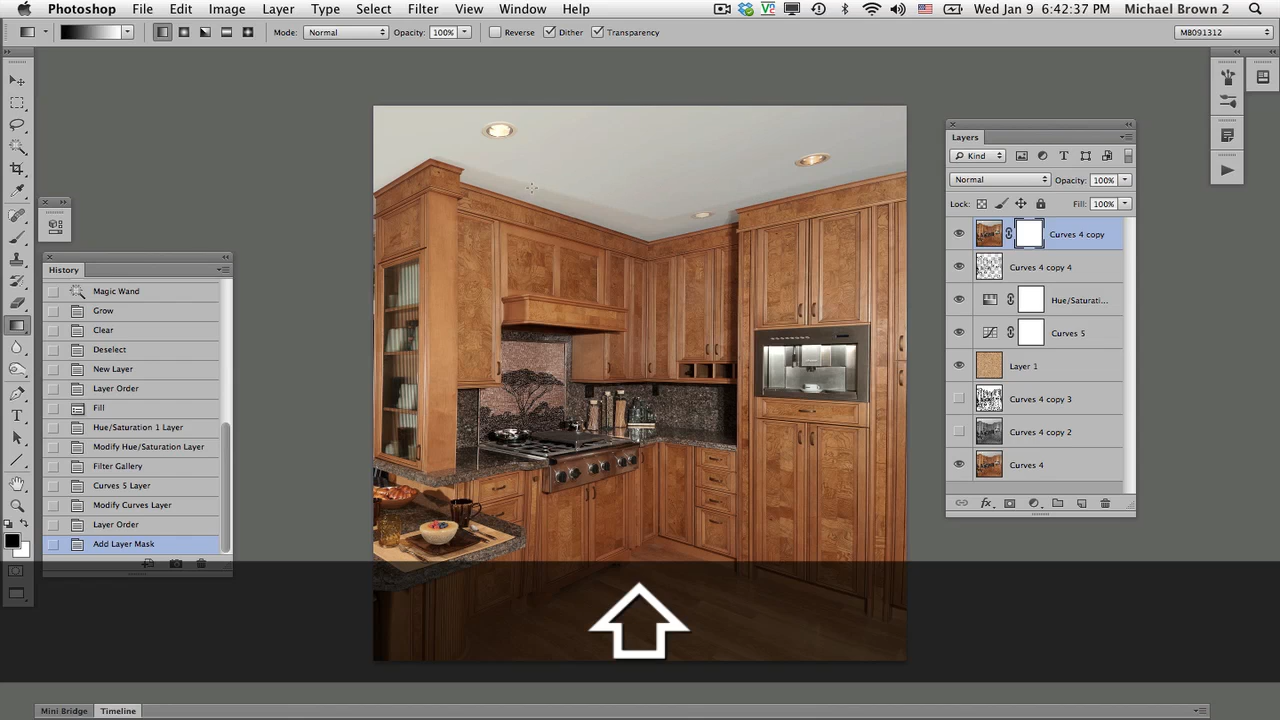 Photoshop File Edit Image Layer Type Select Filter View Window Help Wed Jan 9 6:42:37 PM Michael Brown 2
Mode: Normal Opacity: 100% Reverse Dither Transparency M8091312
History
Magic Wand
Grow
Clear
Deselect
New Layer
Layer Order
Fill
Hue/Saturation 1 Layer
Modify Hue/Saturation Layer
Filter Gallery
Curves 5 Layer
Modify Curves Layer
Layer Order
Add Layer Mask
Layers
Kind
Normal Opacity: 100%
Lock: Fill: 100%
Curves 4 copy
Curves 4 copy 4
Hue/Saturati...
Curves 5
Layer 1
Curves 4 copy 3
Curves 4 copy 2
Curves 4
Mini Bridge Timeline